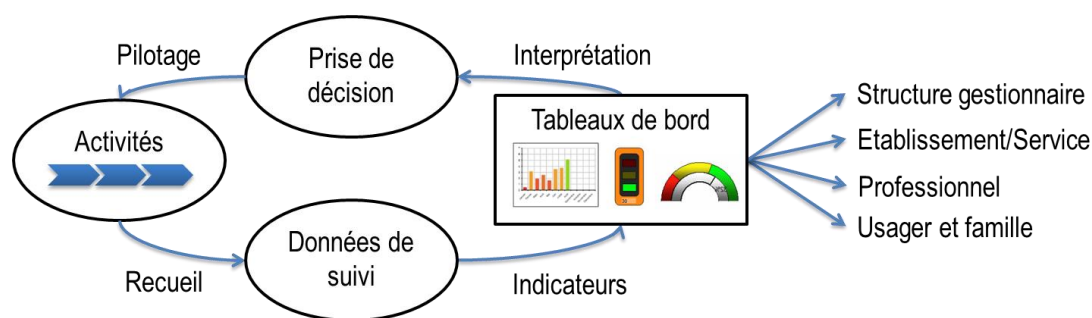 Pilotage
Prise de
décision
Interprétation
Activités
Tableaux de bord
Structure gestionnaire
Etablissement/Service
Professionnel
Usager et famille
Données de
suivi
Recueil
Indicateurs